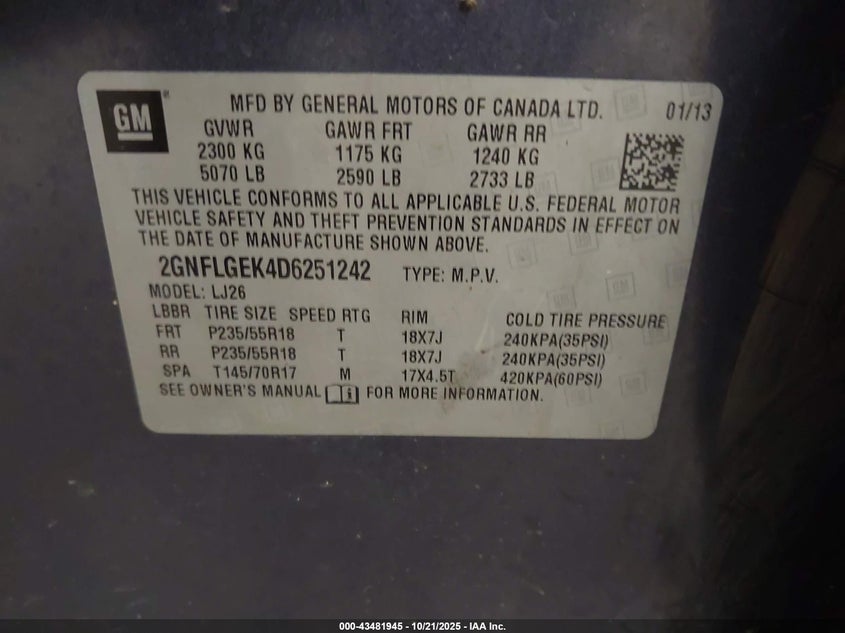 GM ®
MFD BY GENERAL MOTORS OF CANADA LTD. 01/13
GVWR GAWR FRT GAWR RR
2300 KG 1175 KG 1240 KG
5070 LB 2590 LB 2733 LB
THIS VEHICLE CONFORMS TO ALL APPLICABLE U.S. FEDERAL MOTOR
VEHICLE SAFETY AND THEFT PREVENTION STANDARDS IN EFFECT ON
THE DATE OF MANUFACTURE SHOWN ABOVE.
2GNFLGEK4D6251242 TYPE: M.P.V.
MODEL: LJ26
LBBR TIRE SIZE SPEED RTG RIM COLD TIRE PRESSURE
FRT P235/55R18 T 18X7J 240KPA(35PSI)
RR P235/55R18 T 18X7J 240KPA(35PSI)
SPA T145/70R17 M 17X4.5T 420KPA(60PSI)
SEE OWNER'S MANUAL FOR MORE INFORMATION.
000-43481945 - 10/21/2025 - IAA Inc.